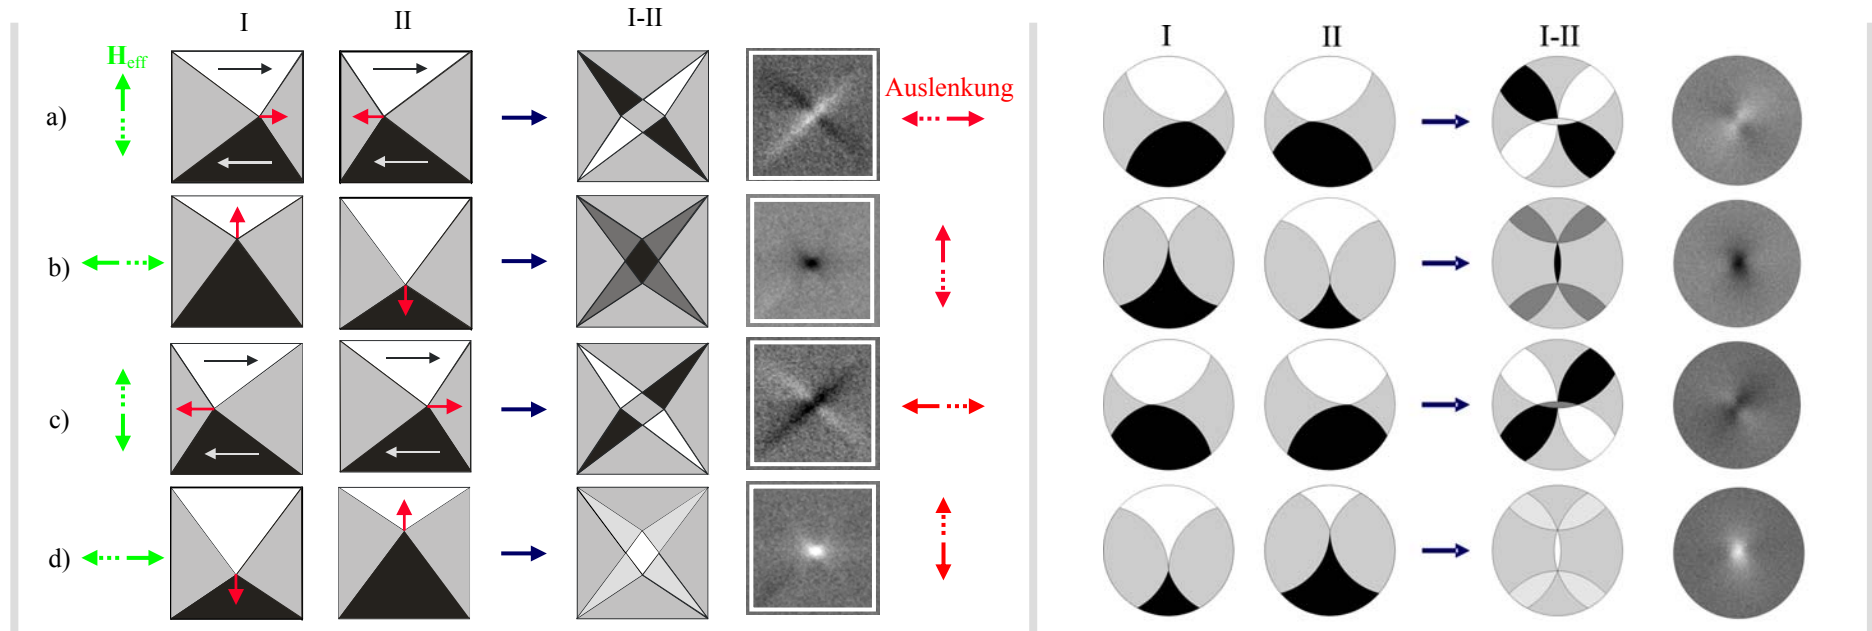 I II I-II
H_eff
a)
Auslenkung
b)
c)
d)
I II I-II